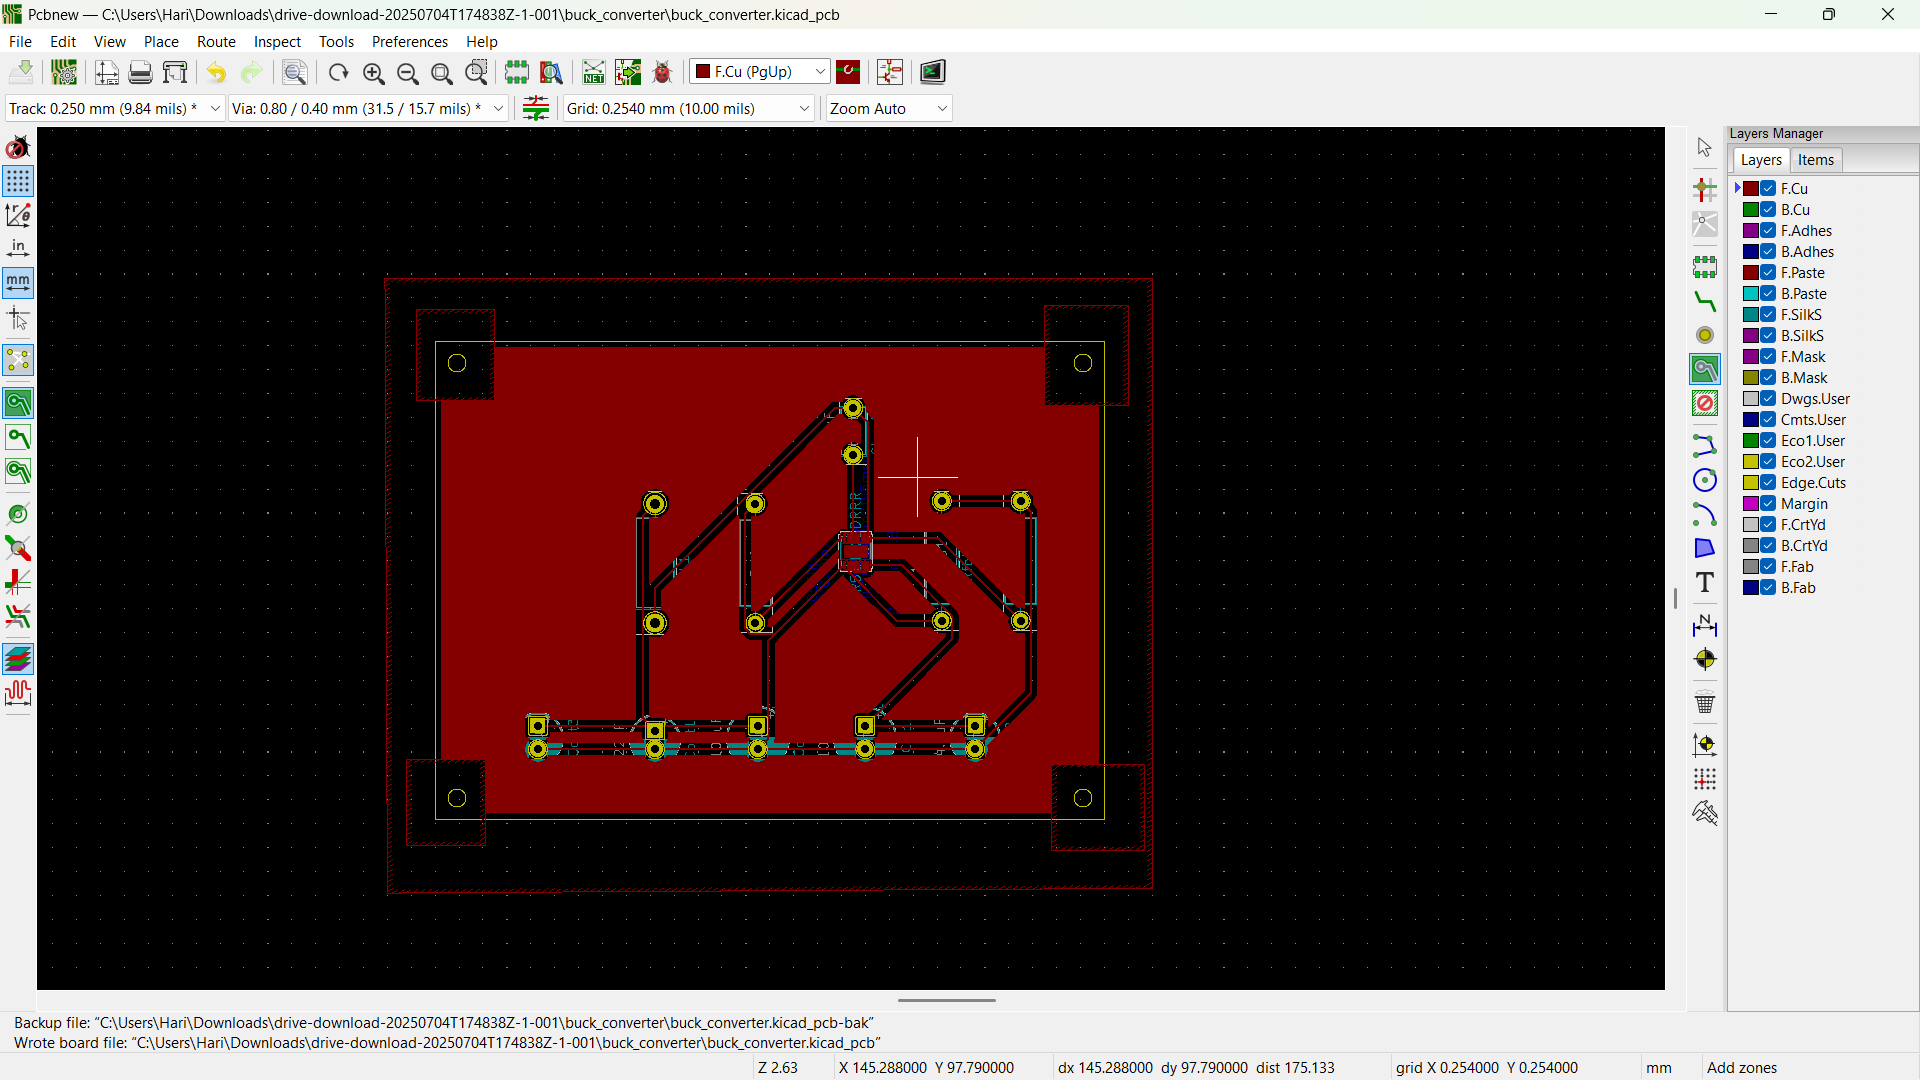 Pcbnew — C:\Users\Hari\Downloads\drive-download-20250704T174838Z-1-001\buck_converter\buck_converter.kicad_pcb
File Edit View Place Route Inspect Tools Preferences Help
NET
F.Cu (PgUp)
Track: 0.250 mm (9.84 mils) * Via: 0.80 / 0.40 mm (31.5 / 15.7 mils) * Grid: 0.2540 mm (10.00 mils) Zoom Auto
Layers Manager
Layers Items
F.Cu
B.Cu
F.Adhes
B.Adhes
F.Paste
B.Paste
F.SilkS
B.SilkS
F.Mask
B.Mask
Dwgs.User
Cmts.User
Eco1.User
Eco2.User
Edge.Cuts
Margin
F.CrtYd
B.CrtYd
F.Fab
B.Fab
in
mm
T
N
Backup file: "C:\Users\Hari\Downloads\drive-download-20250704T174838Z-1-001\buck_converter\buck_converter.kicad_pcb-bak"
Wrote board file: "C:\Users\Hari\Downloads\drive-download-20250704T174838Z-1-001\buck_converter\buck_converter.kicad_pcb"
Z 2.63 X 145.288000 Y 97.790000 dx 145.288000 dy 97.790000 dist 175.133 grid X 0.254000 Y 0.254000 mm Add zones